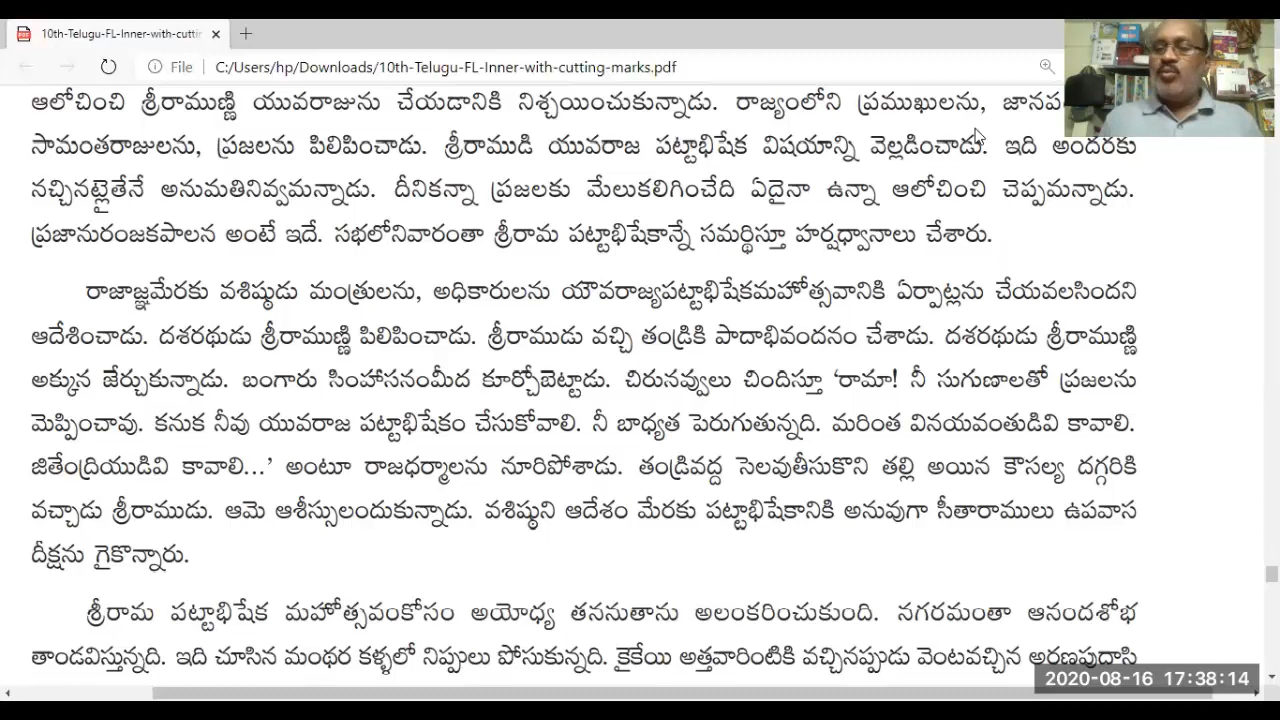 10th-Telugu-FL-Inner-with-cuttin
File C:/Users/hp/Downloads/10th-Telugu-FL-Inner-with-cutting-marks.pdf
ఆలోచించి శ్రీరాముణ్ణి యువరాజును చేయడానికి నిశ్చయించుకున్నాడు. రాజ్యంలోని ప్రముఖులను, జానప
సామంతరాజులను, ప్రజలను పిలిపించాడు. శ్రీరాముడి యువరాజ పట్టాభిషేక విషయాన్ని వెల్లడించాడు. ఇది అందరకు
నచ్చినట్లైతేనే అనుమతినివ్వమన్నాడు. దీనికన్నా ప్రజలకు మేలుకలిగించేది ఏదైనా ఉన్నా ఆలోచించి చెప్పమన్నాడు.
ప్రజానురంజకపాలన అంటే ఇదే. సభలోనివారంతా శ్రీరామ పట్టాభిషేకాన్నే సమర్థిస్తూ హర్షధ్వానాలు చేశారు.
రాజాజ్ఞమేరకు వశిష్ఠుడు మంత్రులను, అధికారులను యౌవరాజ్యపట్టాభిషేకమహోత్సవానికి ఏర్పాట్లను చేయవలసిందని
ఆదేశించాడు. దశరథుడు శ్రీరాముణ్ణి పిలిపించాడు. శ్రీరాముడు వచ్చి తండ్రికి పాదాభివందనం చేశాడు. దశరథుడు శ్రీరాముణ్ణి
అక్కున జేర్చుకున్నాడు. బంగారు సింహాసనంమీద కూర్చోబెట్టాడు. చిరునవ్వులు చిందిస్తూ ‘రామా! నీ సుగుణాలతో ప్రజలను
మెప్పించావు. కనుక నీవు యువరాజ పట్టాభిషేకం చేసుకోవాలి. నీ బాధ్యత పెరుగుతున్నది. మరింత వినయవంతుడివి కావాలి.
జితేంద్రియుడివి కావాలి...’ అంటూ రాజధర్మాలను నూరిపోశాడు. తండ్రివద్ద సెలవుతీసుకొని తల్లి అయిన కౌసల్య దగ్గరికి
వచ్చాడు శ్రీరాముడు. ఆమె ఆశీస్సులందుకున్నాడు. వశిష్ఠుని ఆదేశం మేరకు పట్టాభిషేకానికి అనువుగా సీతారాములు ఉపవాస
దీక్షను గైకొన్నారు.
శ్రీరామ పట్టాభిషేక మహోత్సవంకోసం అయోధ్య తననుతాను అలంకరించుకుంది. నగరమంతా ఆనందశోభ
తాండవిస్తున్నది. ఇది చూసిన మంథర కళ్ళలో నిప్పులు పోసుకున్నది. కైకేయి అత్తవారింటికి వచ్చినప్పుడు వెంటవచ్చిన అరణపుదాసి
2020-08-16 17:38:14